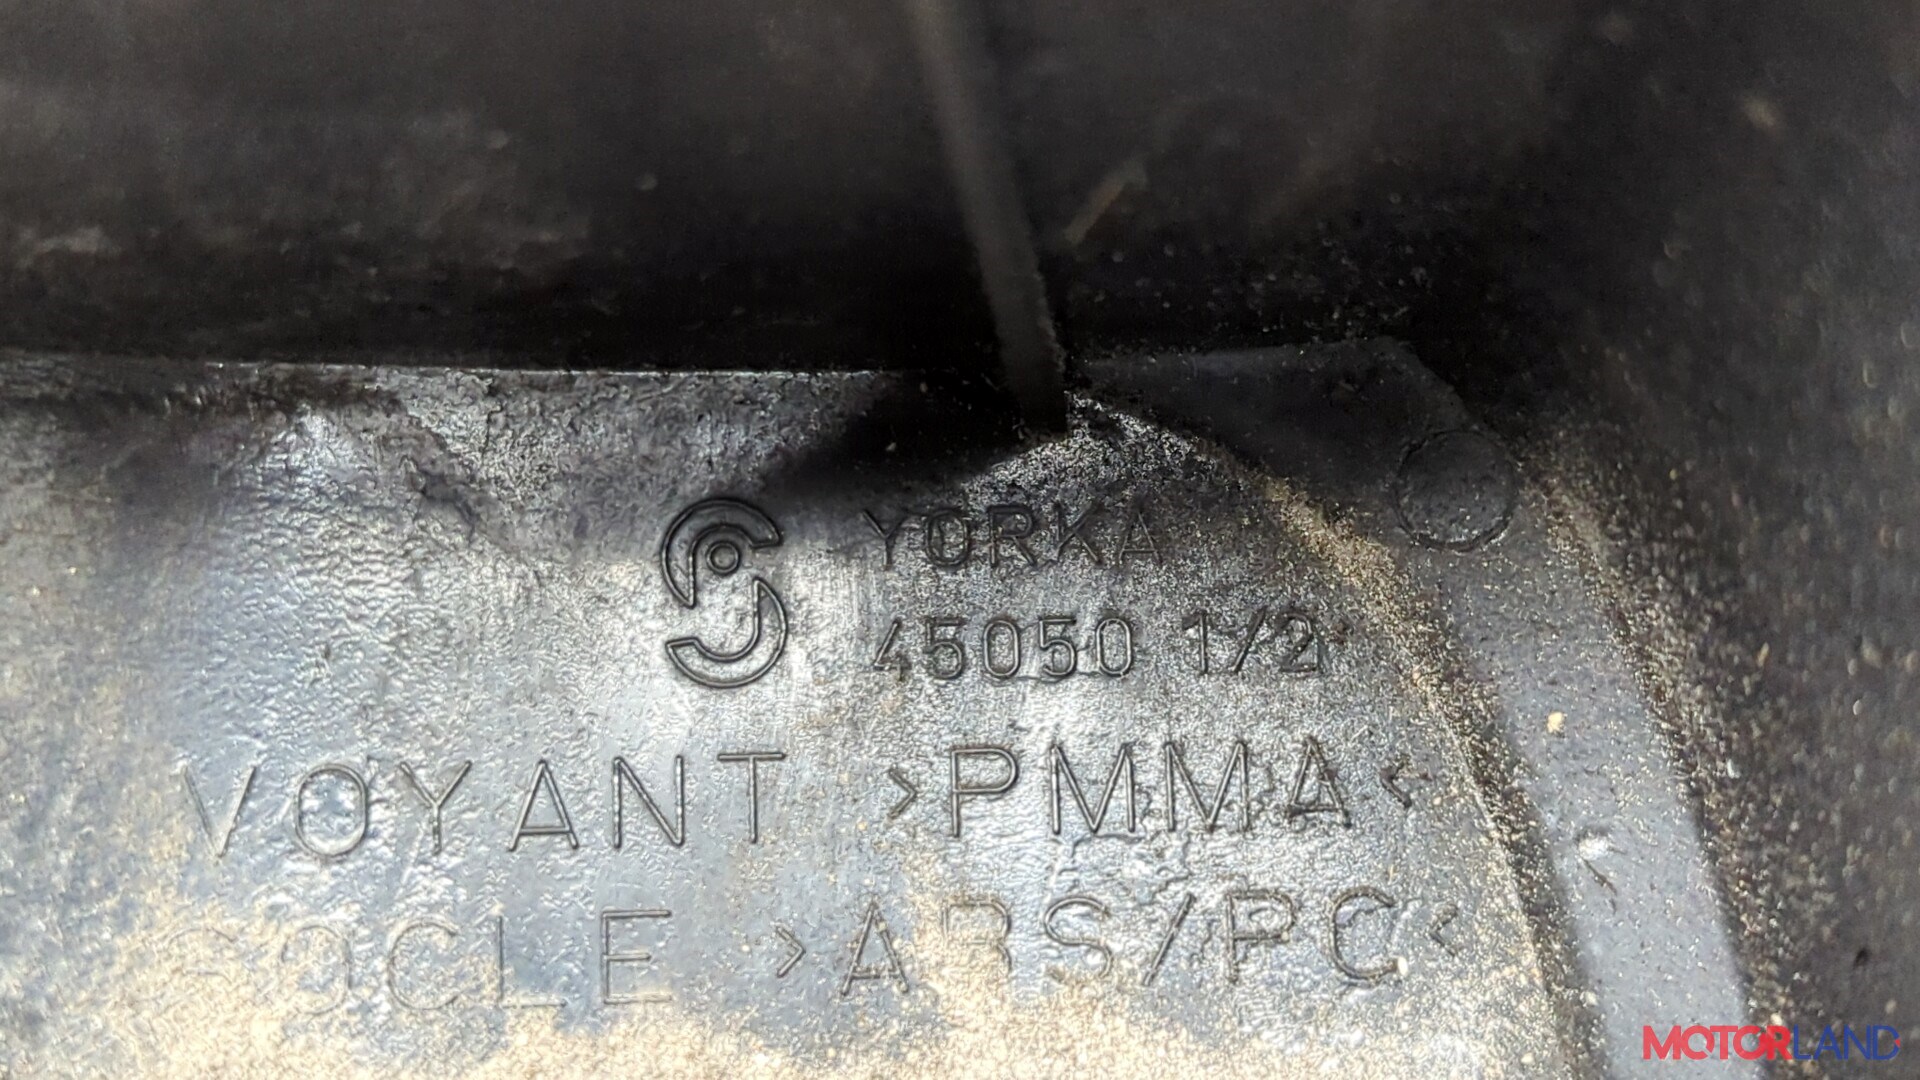 YORKA
45050 1/2
VOYANT >PMMA<
SOCLE >ABS/PC<
MOTORLAND